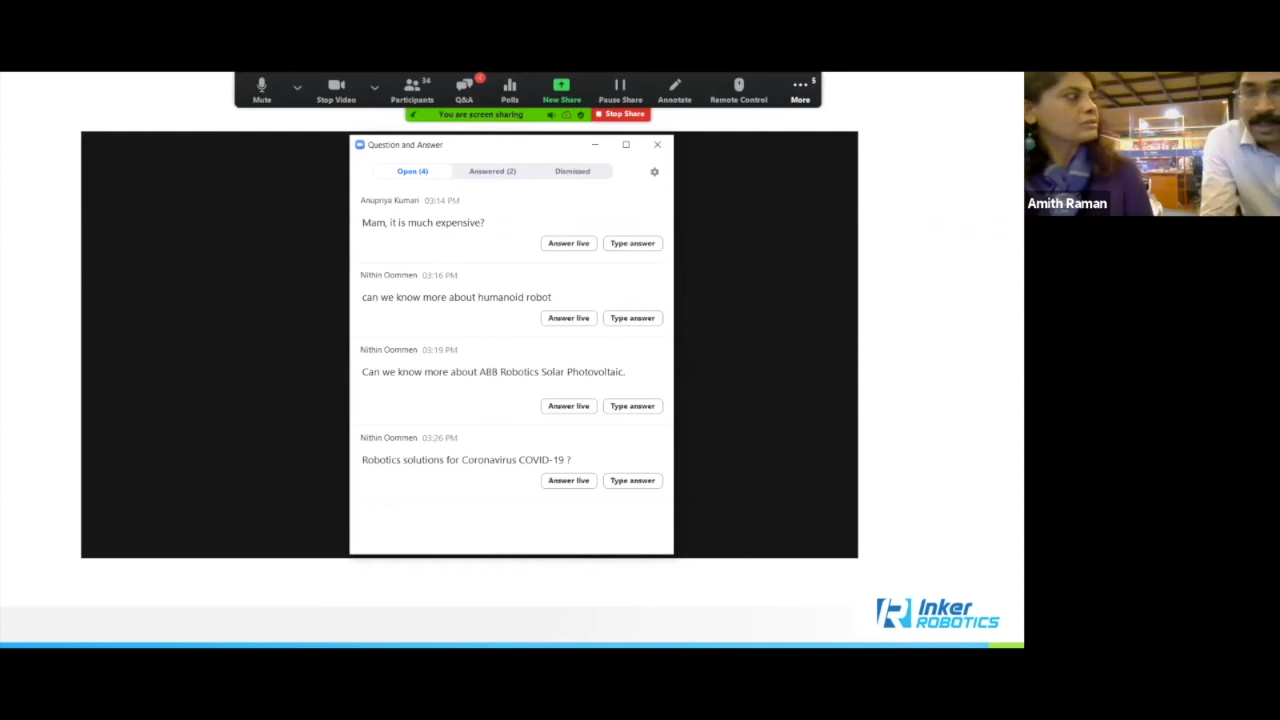 Mute
Stop Video
34
Participants
4
Q&A
Polls
New Share
Pause Share
Annotate
Remote Control
5
More
You are screen sharing
Stop Share
Question and Answer
Open (4)
Answered (2)
Dismissed
Anupriya Kumari 03:14 PM
Mam, it is much expensive?
Answer live
Type answer
Nithin Oommen 03:16 PM
can we know more about humanoid robot
Answer live
Type answer
Nithin Oommen 03:19 PM
Can we know more about ABB Robotics Solar Photovoltaic.
Answer live
Type answer
Nithin Oommen 03:26 PM
Robotics solutions for Coronavirus COVID-19 ?
Answer live
Type answer
Amith Raman
Inker
ROBOTICS